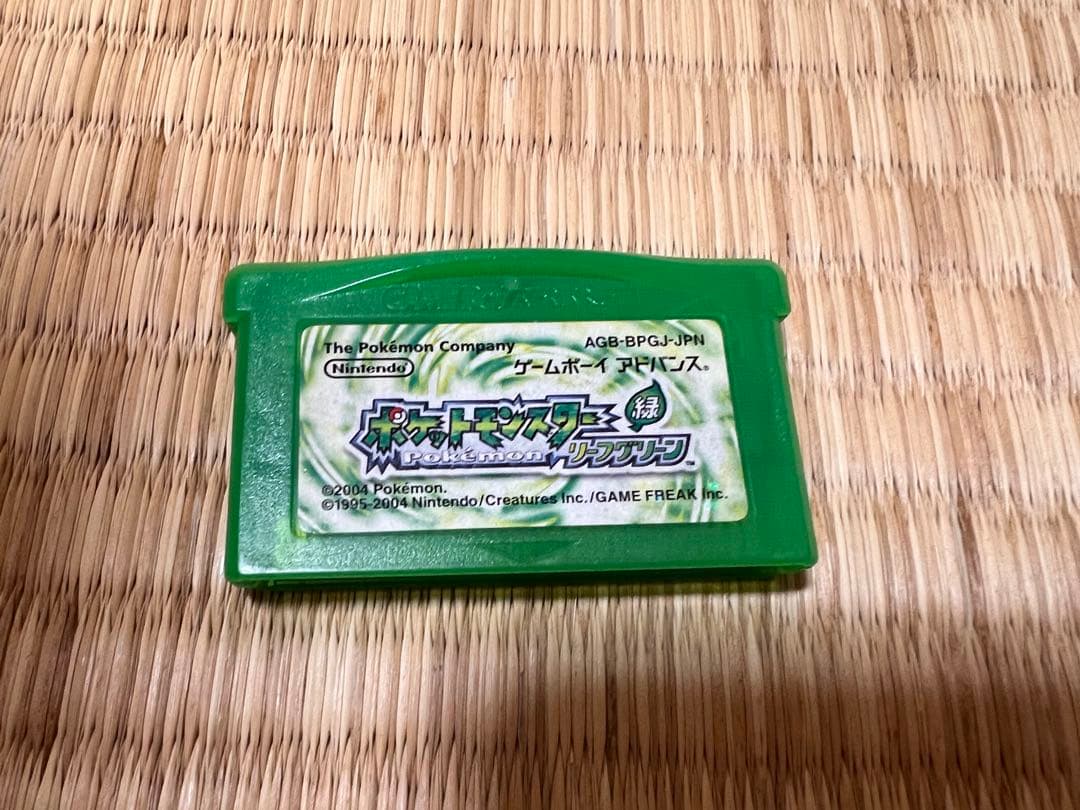 The Pokémon Company
AGB-BPGJ-JPN
Nintendo
ゲームボーイ アドバンス®
ポケットモンスター
緑
Pokémon
リーフグリーン™
©2004 Pokémon.
©1995-2004 Nintendo/Creatures Inc./GAME FREAK Inc.